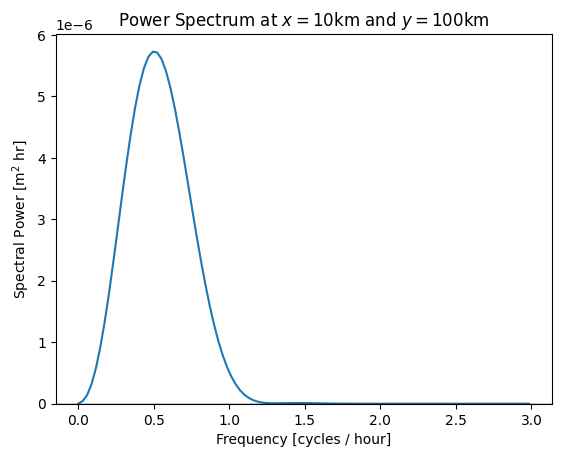 Power Spectrum at x = 10km and y = 100km
1e−6
6
5
4
3
2
1
0
Spectral Power [m² hr]
0.0 0.5 1.0 1.5 2.0 2.5 3.0
Frequency [cycles / hour]